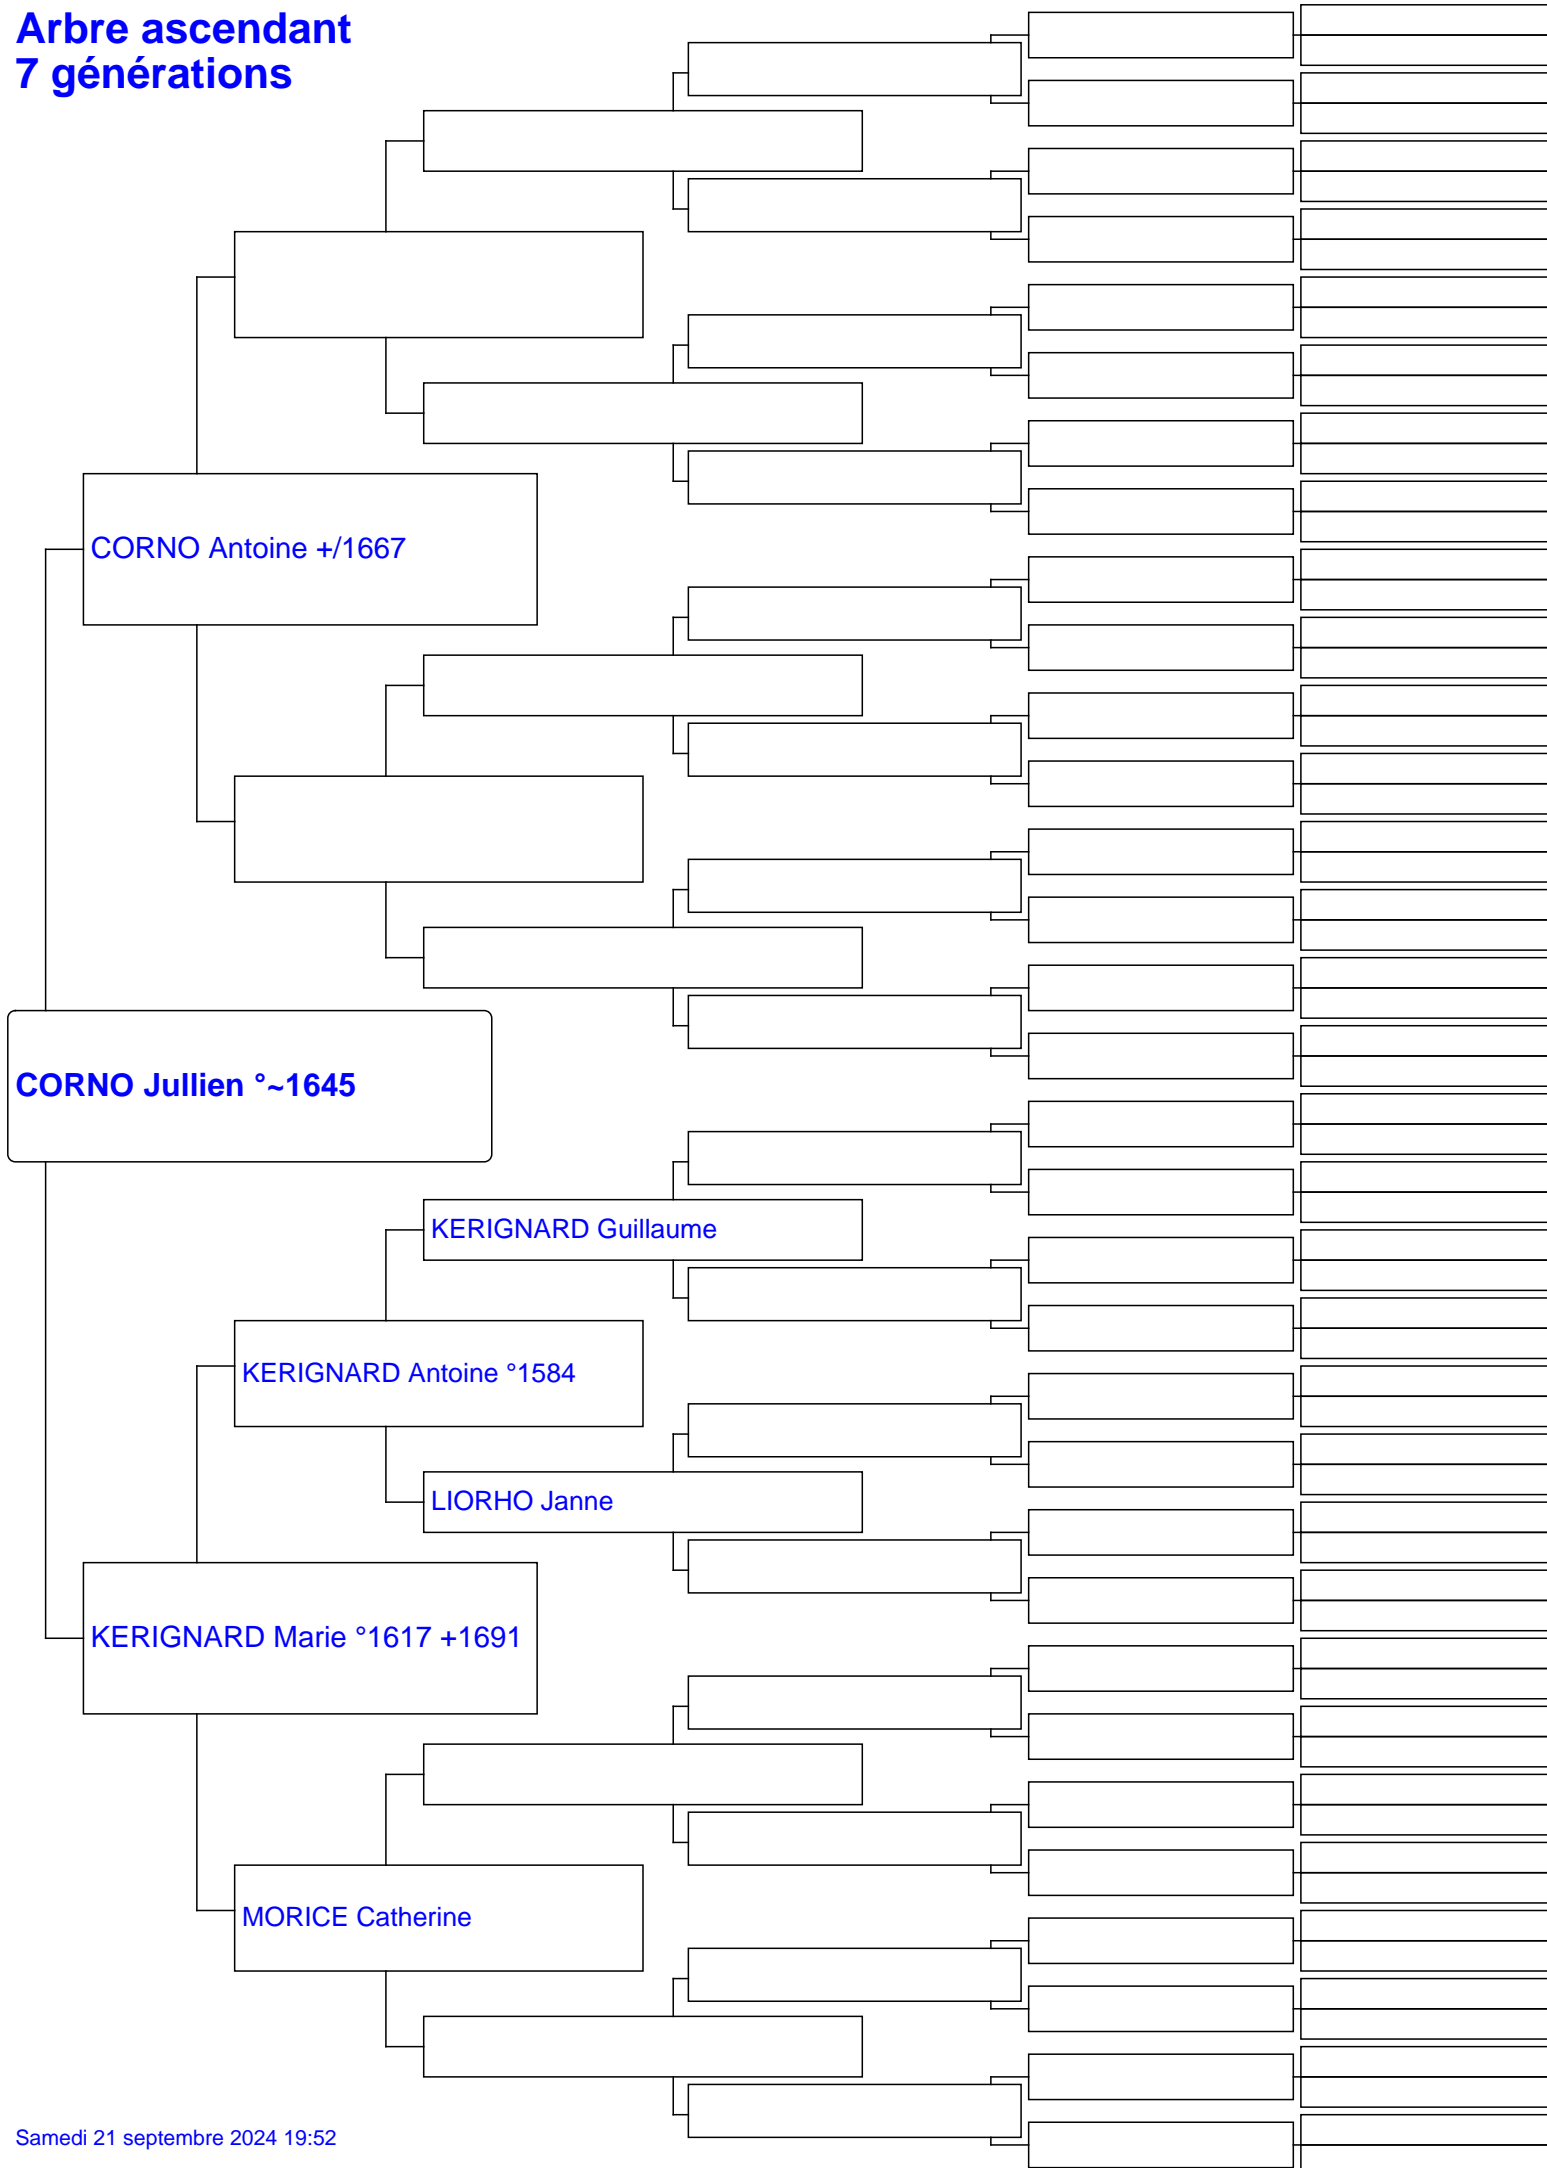 Arbre ascendant
7 générations
CORNO Antoine +/1667
CORNO Jullien °~1645
KERIGNARD Guillaume
KERIGNARD Antoine °1584
LIORHO Janne
KERIGNARD Marie °1617 +1691
MORICE Catherine
Samedi 21 septembre 2024 19:52